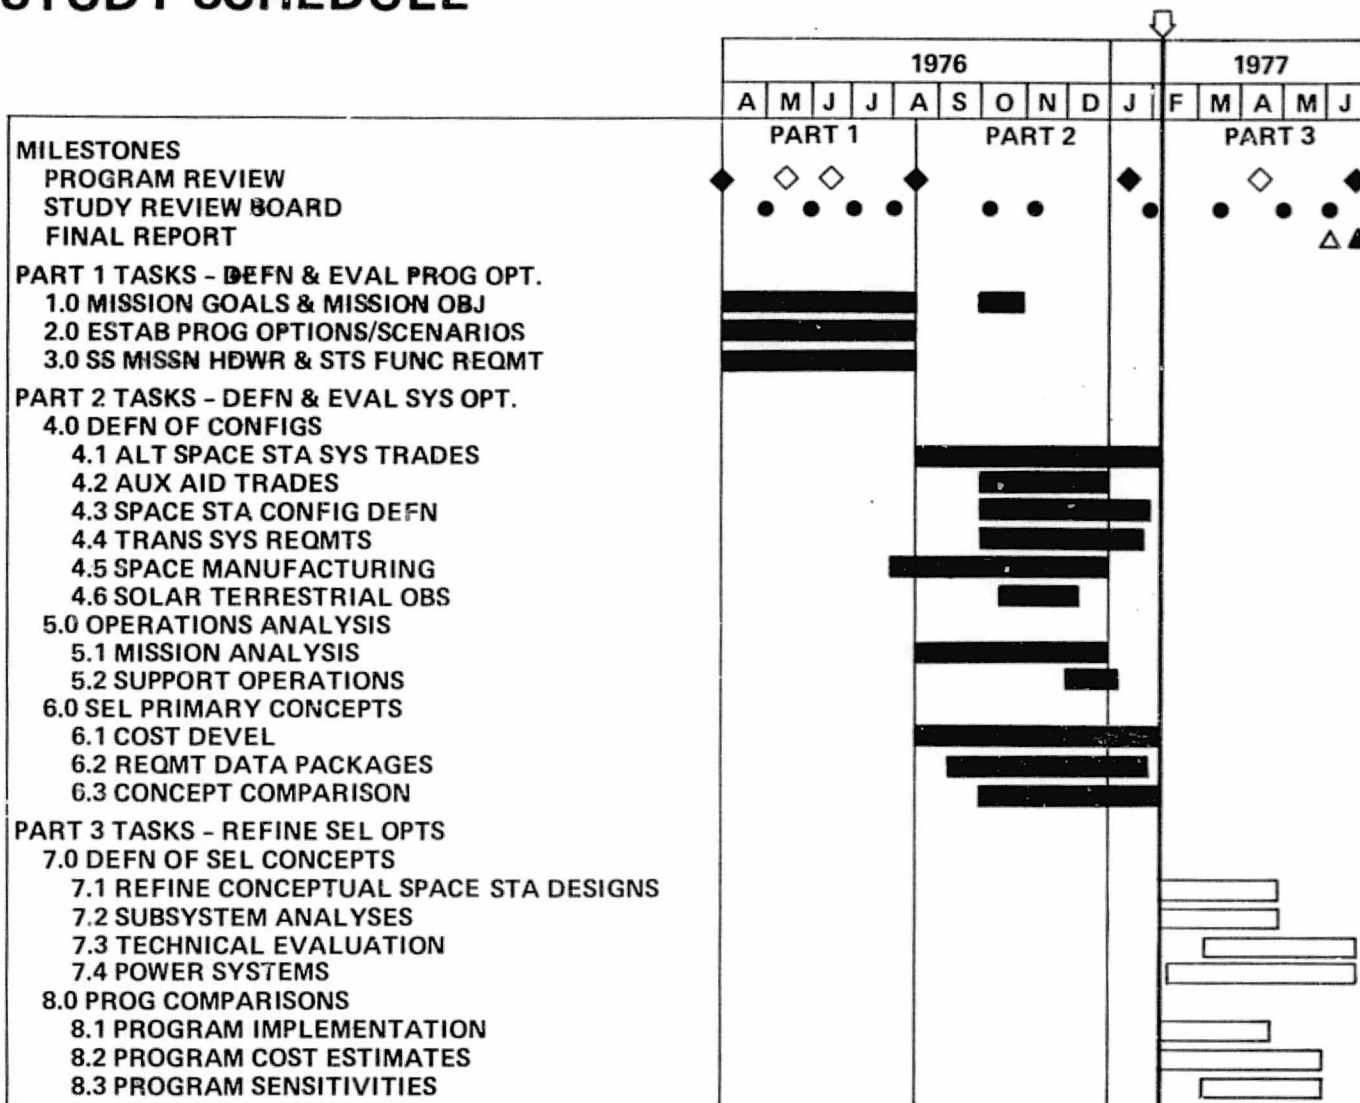 STUDY SCHEDULE
1976 1977
A M J J A S O N D J F M A M J
PART 1 PART 2 PART 3
MILESTONES
PROGRAM REVIEW
STUDY REVIEW BOARD
FINAL REPORT
PART 1 TASKS - DEFN & EVAL PROG OPT.
1.0 MISSION GOALS & MISSION OBJ
2.0 ESTAB PROG OPTIONS/SCENARIOS
3.0 SS MISSN HDWR & STS FUNC REQMT
PART 2 TASKS - DEFN & EVAL SYS OPT.
4.0 DEFN OF CONFIGS
4.1 ALT SPACE STA SYS TRADES
4.2 AUX AID TRADES
4.3 SPACE STA CONFIG DEFN
4.4 TRANS SYS REQMTS
4.5 SPACE MANUFACTURING
4.6 SOLAR TERRESTRIAL OBS
5.0 OPERATIONS ANALYSIS
5.1 MISSION ANALYSIS
5.2 SUPPORT OPERATIONS
6.0 SEL PRIMARY CONCEPTS
6.1 COST DEVEL
6.2 REQMT DATA PACKAGES
6.3 CONCEPT COMPARISON
PART 3 TASKS - REFINE SEL OPTS
7.0 DEFN OF SEL CONCEPTS
7.1 REFINE CONCEPTUAL SPACE STA DESIGNS
7.2 SUBSYSTEM ANALYSES
7.3 TECHNICAL EVALUATION
7.4 POWER SYSTEMS
8.0 PROG COMPARISONS
8.1 PROGRAM IMPLEMENTATION
8.2 PROGRAM COST ESTIMATES
8.3 PROGRAM SENSITIVITIES